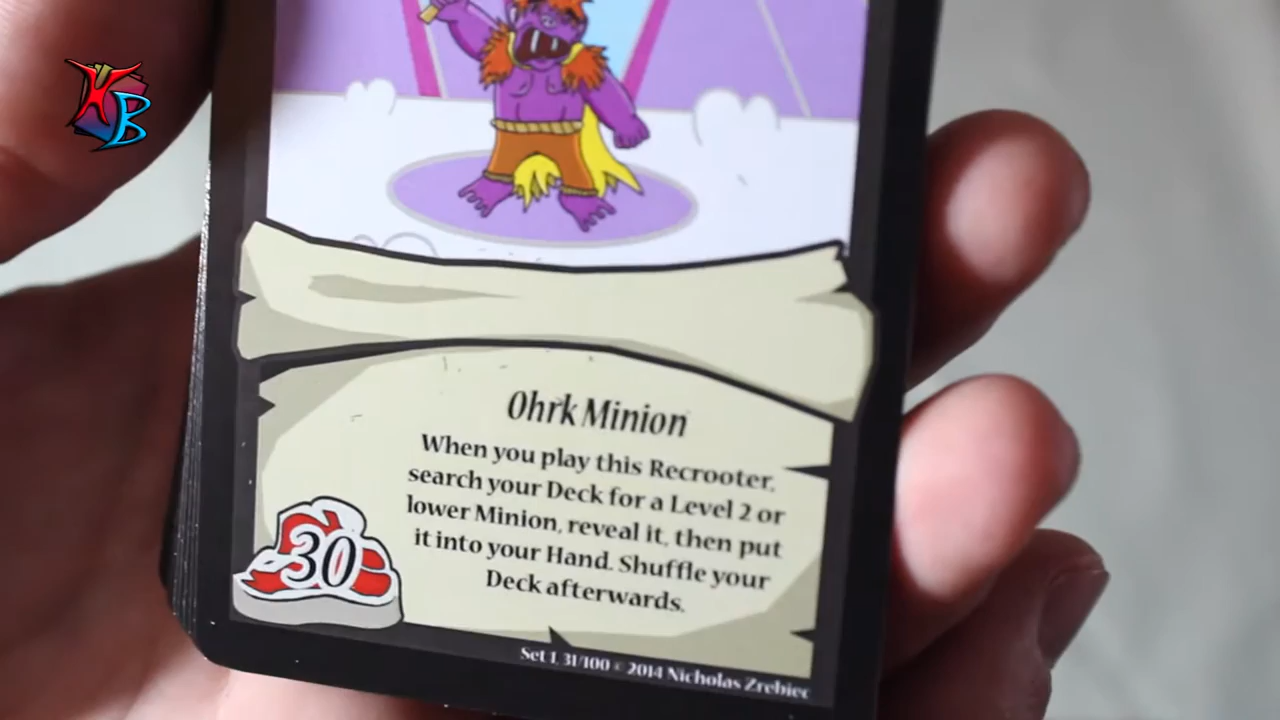 KB
Ohrk Minion
When you play this Recrooter,
search your Deck for a Level 2 or
lower Minion, reveal it, then put
it into your Hand. Shuffle your
Deck afterwards.
30
Set 1, 31/100 © 2014 Nicholas Zrebiec